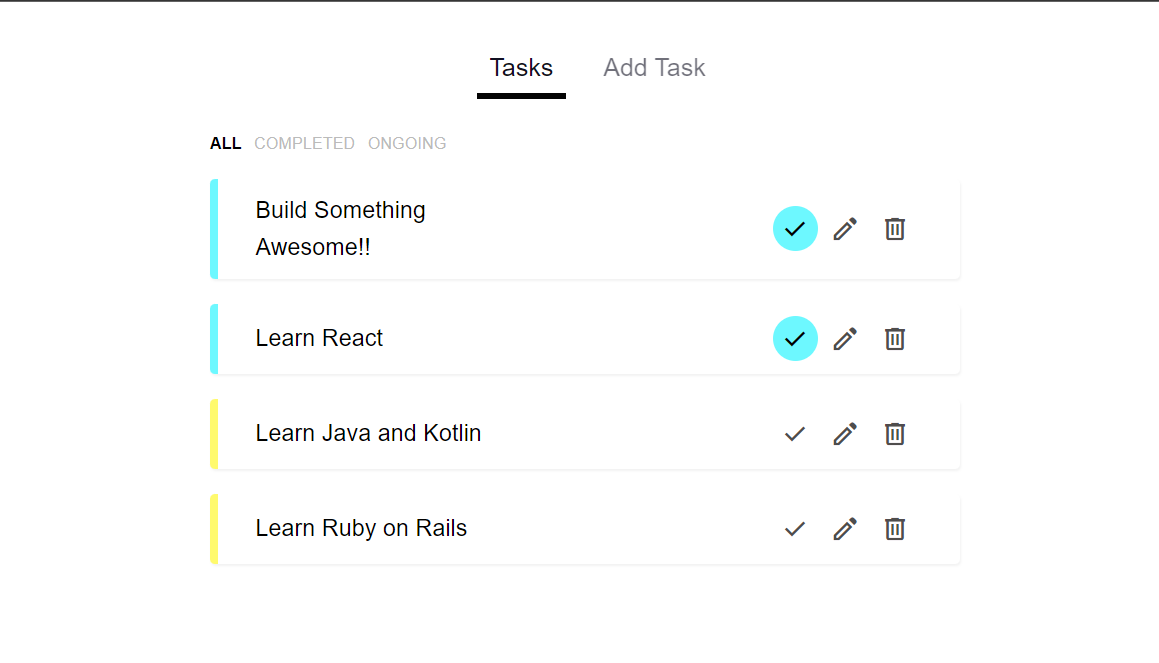 Tasks Add Task
ALL COMPLETED ONGOING
Build Something
Awesome!!
Learn React
Learn Java and Kotlin
Learn Ruby on Rails